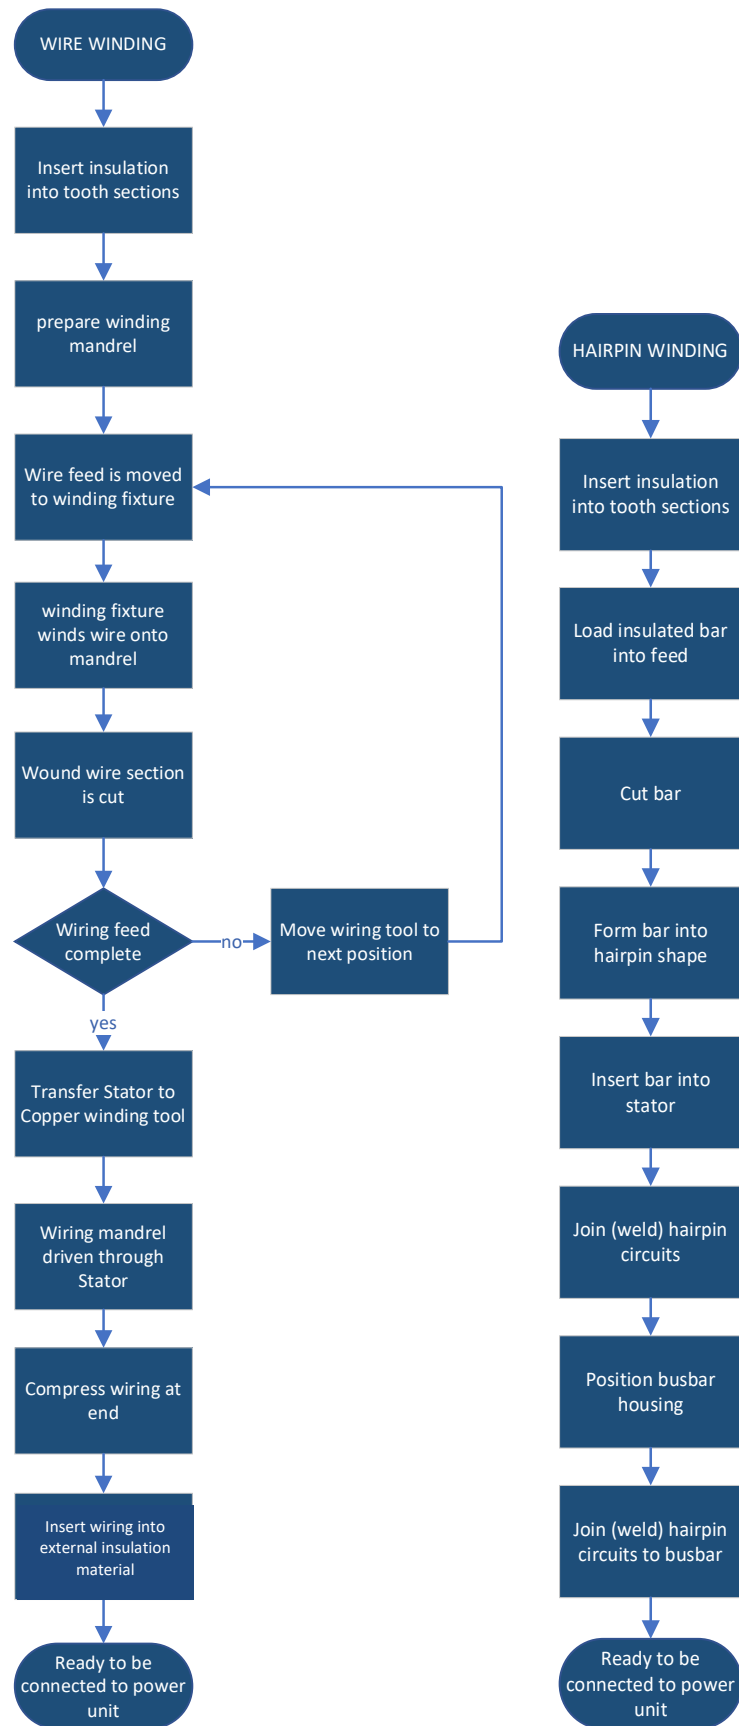 WIRE WINDING
Insert insulation
into tooth sections
prepare winding
mandrel
Wire feed is moved
to winding fixture
winding fixture
winds wire onto
mandrel
Wound wire section
is cut
Wiring feed
complete
no
Move wiring tool to
next position
yes
Transfer Stator to
Copper winding tool
Wiring mandrel
driven through
Stator
Compress wiring at
end
Insert wiring into
external insulation
material
Ready to be
connected to power
unit
HAIRPIN WINDING
Insert insulation
into tooth sections
Load insulated bar
into feed
Cut bar
Form bar into
hairpin shape
Insert bar into
stator
Join (weld) hairpin
circuits
Position busbar
housing
Join (weld) hairpin
circuits to busbar
Ready to be
connected to power
unit